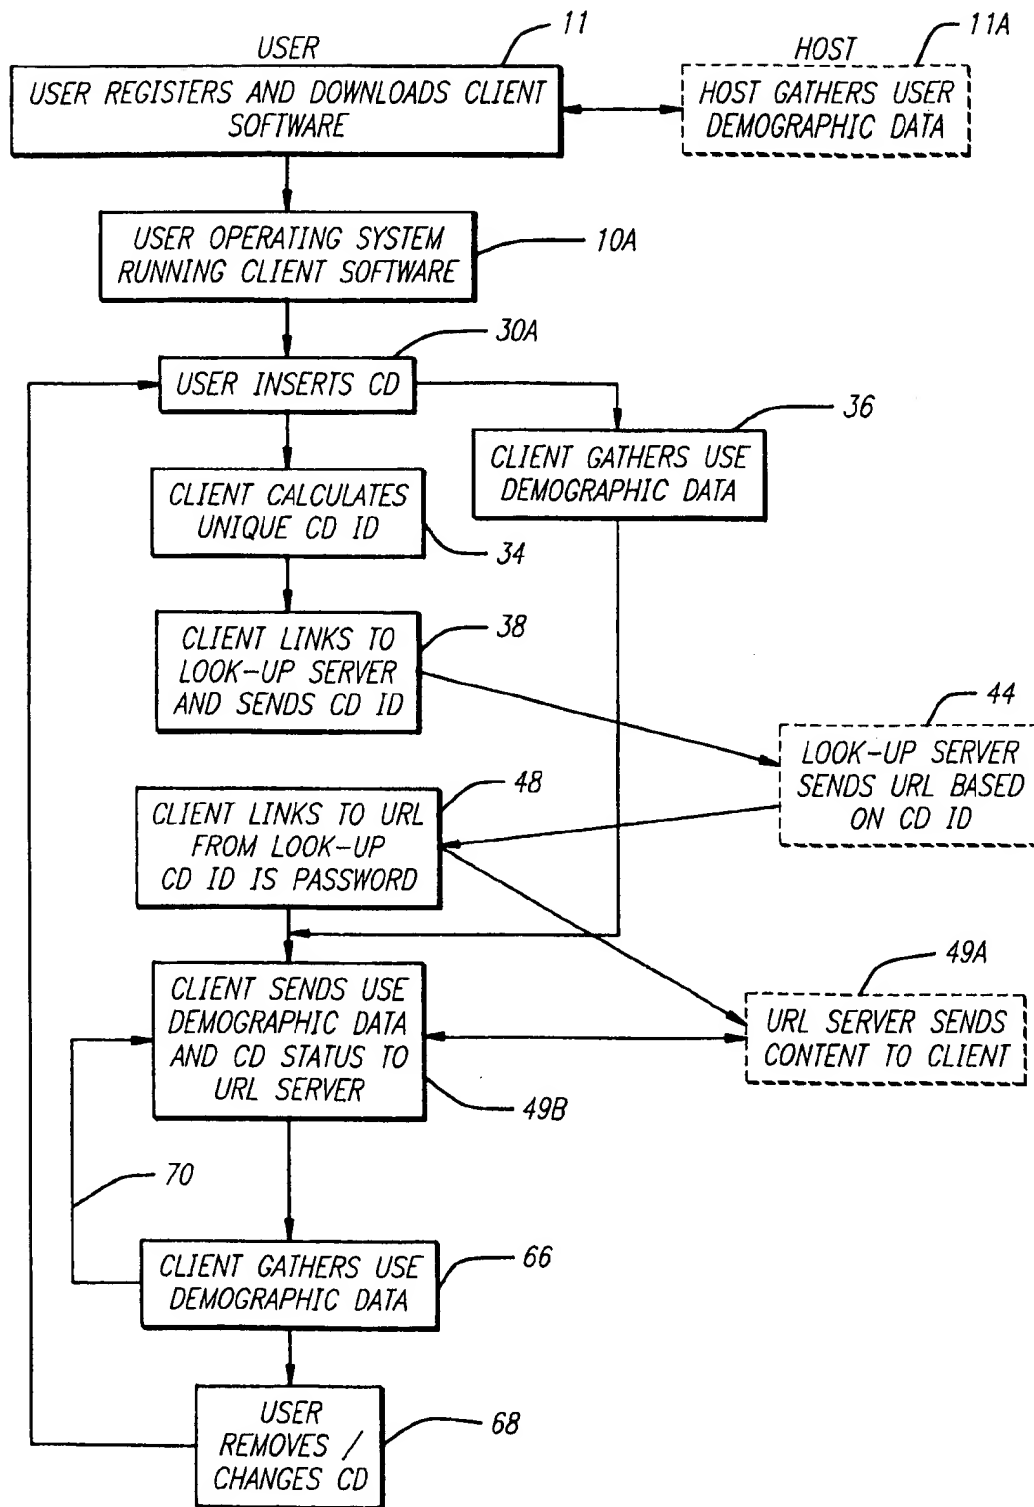 11
11A
USER
HOST
USER REGISTERS AND DOWNLOADS CLIENT
SOFTWARE
HOST GATHERS USER
DEMOGRAPHIC DATA
USER OPERATING SYSTEM
RUNNING CLIENT SOFTWARE
10A
30A
USER INSERTS CD
36
CLIENT GATHERS USE
DEMOGRAPHIC DATA
CLIENT CALCULATES
UNIQUE CD ID
34
CLIENT LINKS TO
LOOK-UP SERVER
AND SENDS CD ID
38
44
LOOK-UP SERVER
SENDS URL BASED
ON CD ID
48
CLIENT LINKS TO URL
FROM LOOK-UP
CD ID IS PASSWORD
49A
URL SERVER SENDS
CONTENT TO CLIENT
CLIENT SENDS USE
DEMOGRAPHIC DATA
AND CD STATUS TO
URL SERVER
49B
70
CLIENT GATHERS USE
DEMOGRAPHIC DATA
66
USER
REMOVES /
CHANGES CD
68